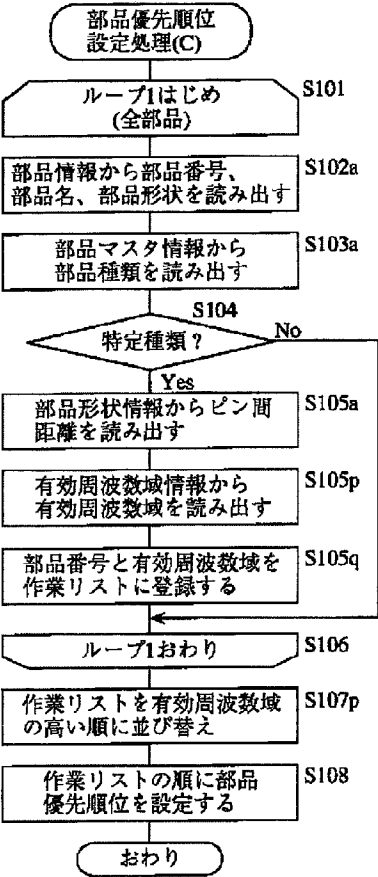 部品優先順位
設定処理(C)
ループ1はじめ
(全部品)
S101
部品情報から部品番号、
部品名、部品形状を読み出す
S102a
部品マスタ情報から
部品種類を読み出す
S103a
S104
特定種類？
No
Yes
部品形状情報からピン間
距離を読み出す
S105a
有効周波数域情報から
有効周波数域を読み出す
S105p
部品番号と有効周波数域を
作業リストに登録する
S105q
ループ1おわり
S106
作業リストを有効周波数域
の高い順に並び替え
S107p
作業リストの順に部品
優先順位を設定する
S108
おわり